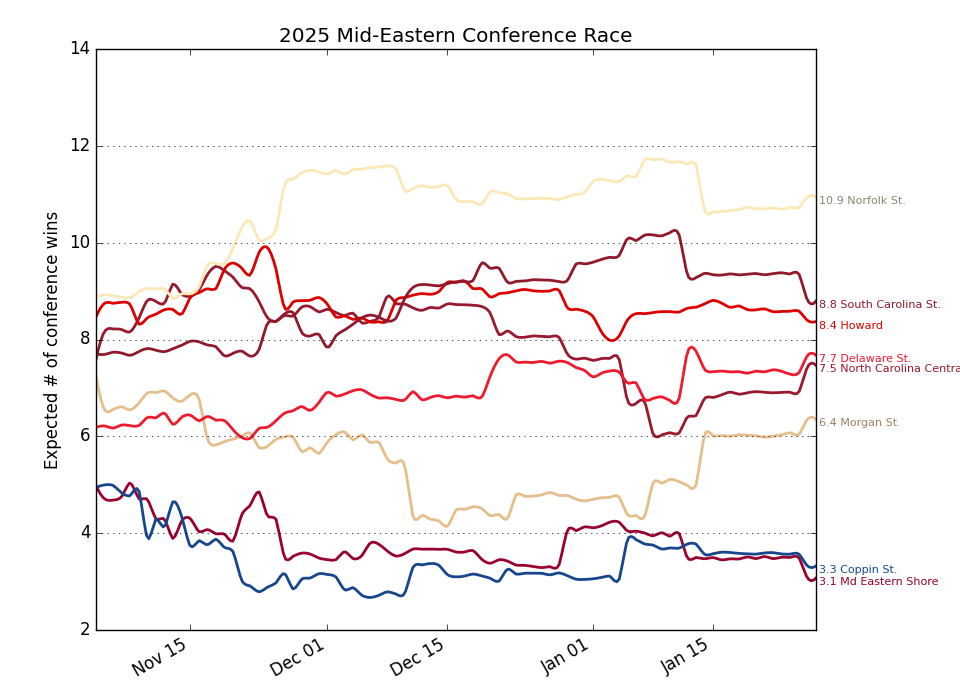 2025 Mid-Eastern Conference Race
Expected # of conference wins
14
12
10
8
6
4
2
Nov 15
Dec 01
Dec 15
Jan 01
Jan 15
10.9 Norfolk St.
8.8 South Carolina St.
8.4 Howard
7.7 Delaware St.
7.5 North Carolina Centra
6.4 Morgan St.
3.3 Coppin St.
3.1 Md Eastern Shore